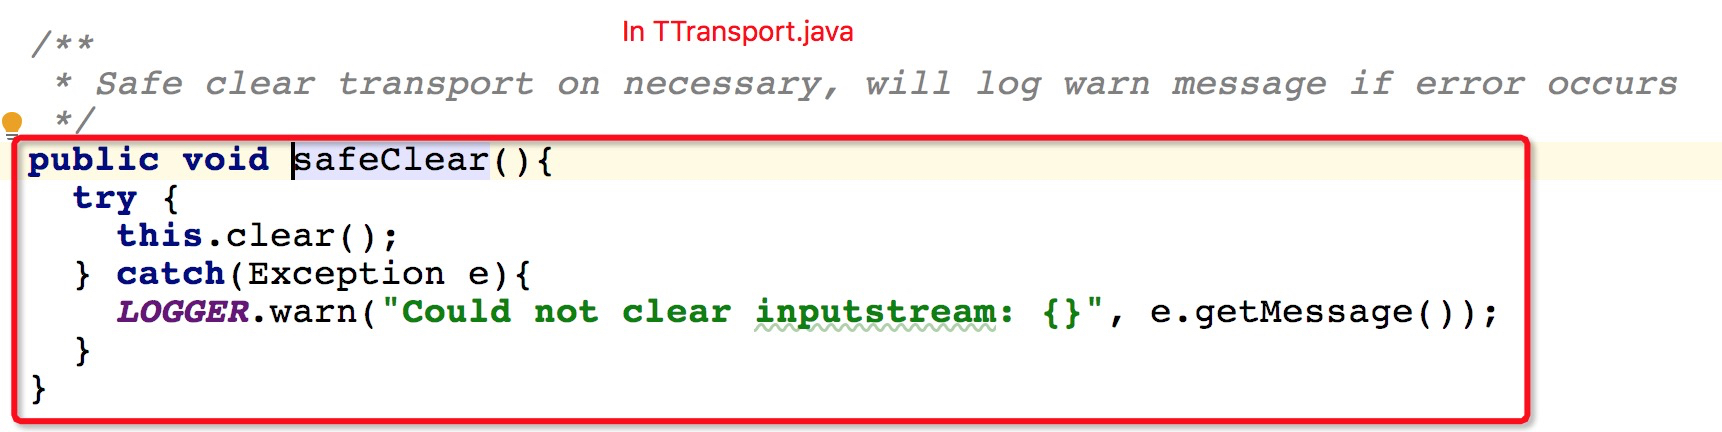 In TTransport.java
/**
 * Safe clear transport on necessary, will log warn message if error occurs
 */
public void safeClear(){
  try {
    this.clear();
  } catch(Exception e){
    LOGGER.warn("Could not clear inputstream: {}", e.getMessage());
  }
}